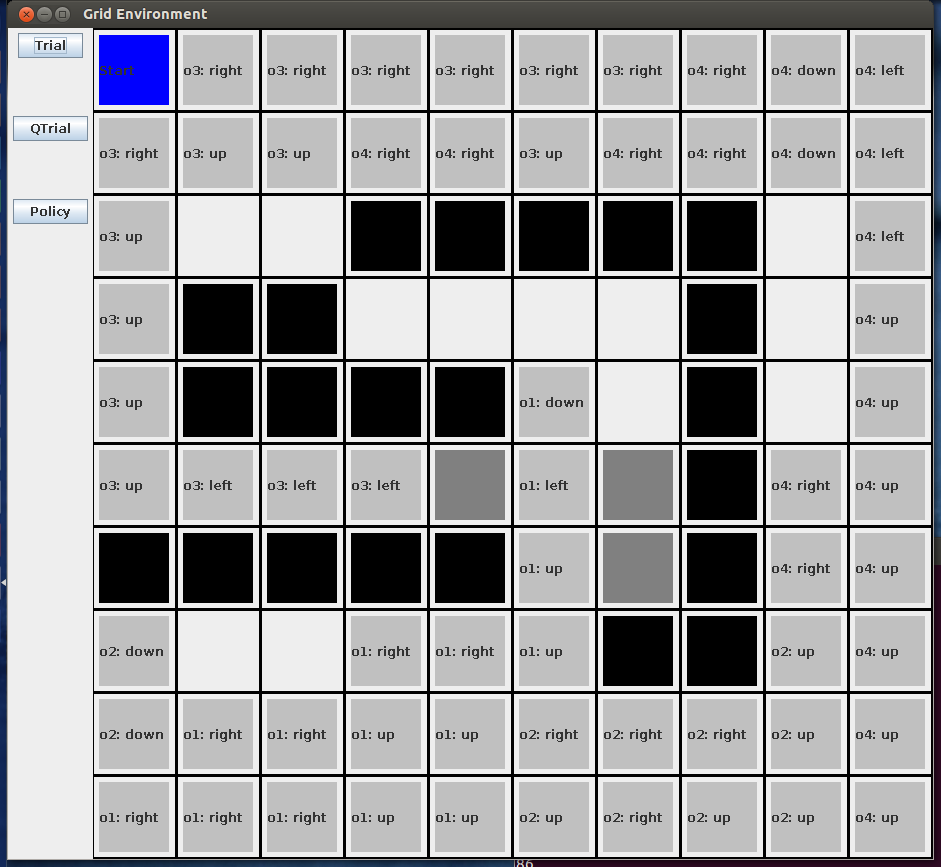 Grid Environment
Trial
Start o3: right o3: right o3: right o3: right o3: right o3: right o4: right o4: down o4: left
QTrial
o3: right o3: up o3: up o4: right o4: right o3: up o4: right o4: right o4: down o4: left
Policy
o3: up o4: left
o3: up o4: up
o3: up o1: down o4: up
o3: up o3: left o3: left o3: left o1: left o4: right o4: up
o1: up o4: right o4: up
o2: down o1: right o1: right o1: up o2: up o4: up
o2: down o1: right o1: right o1: up o1: up o2: right o2: right o2: right o2: up o4: up
o1: right o1: right o1: right o1: up o1: up o2: up o2: right o2: up o2: up o4: up
86